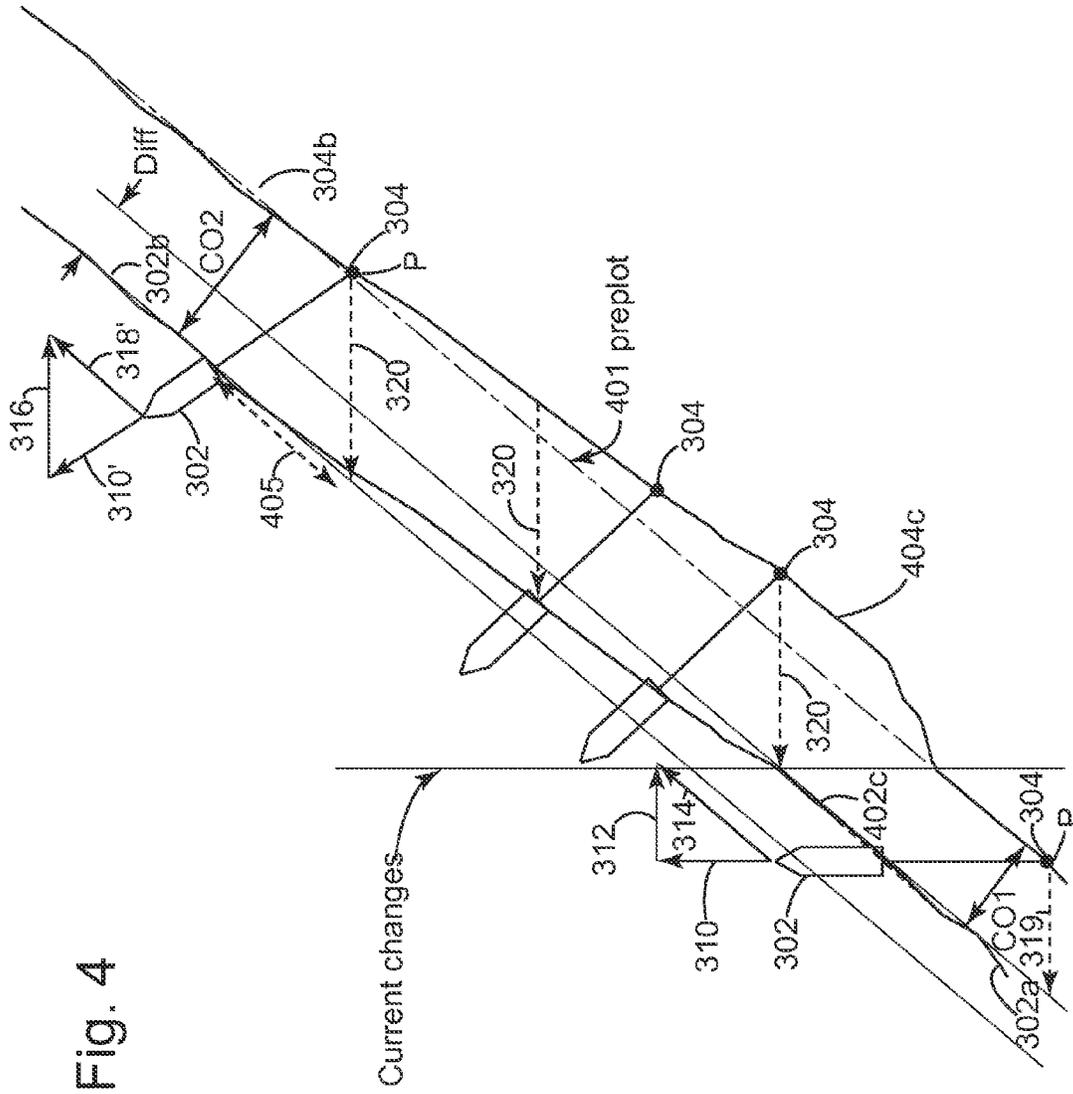 Fig. 4
Current changes
316
318'
310'
302
302b
Diff
CO2
304b
304
P
405
320
320
401 preplot
304
304
404c
320
312
314
310
302
402c
304
P
CO1
319
302a